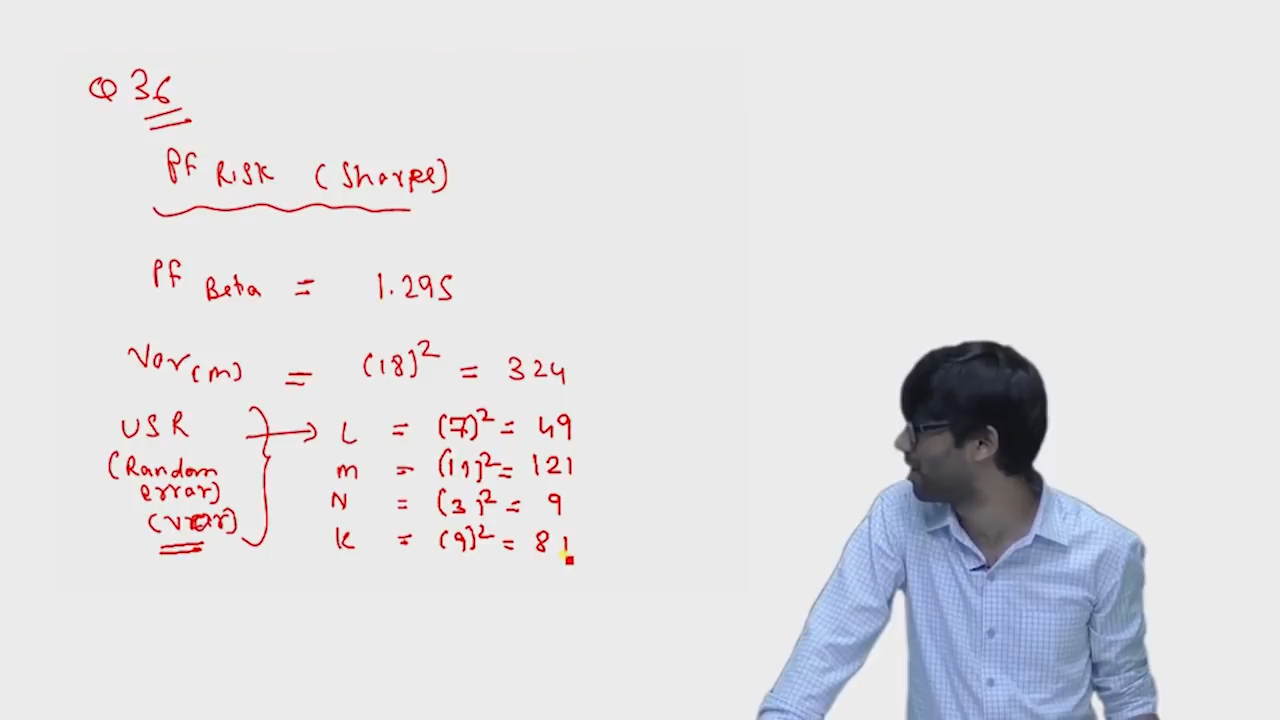 Q 36
Pf Risk (Sharpe)
Pf Beta = 1.295
Var(m) = (18)² = 324
USR → L = (7)² = 49
(Random error) m = (11)² = 121
N = (3)² = 9
(var) K = (9)² = 81